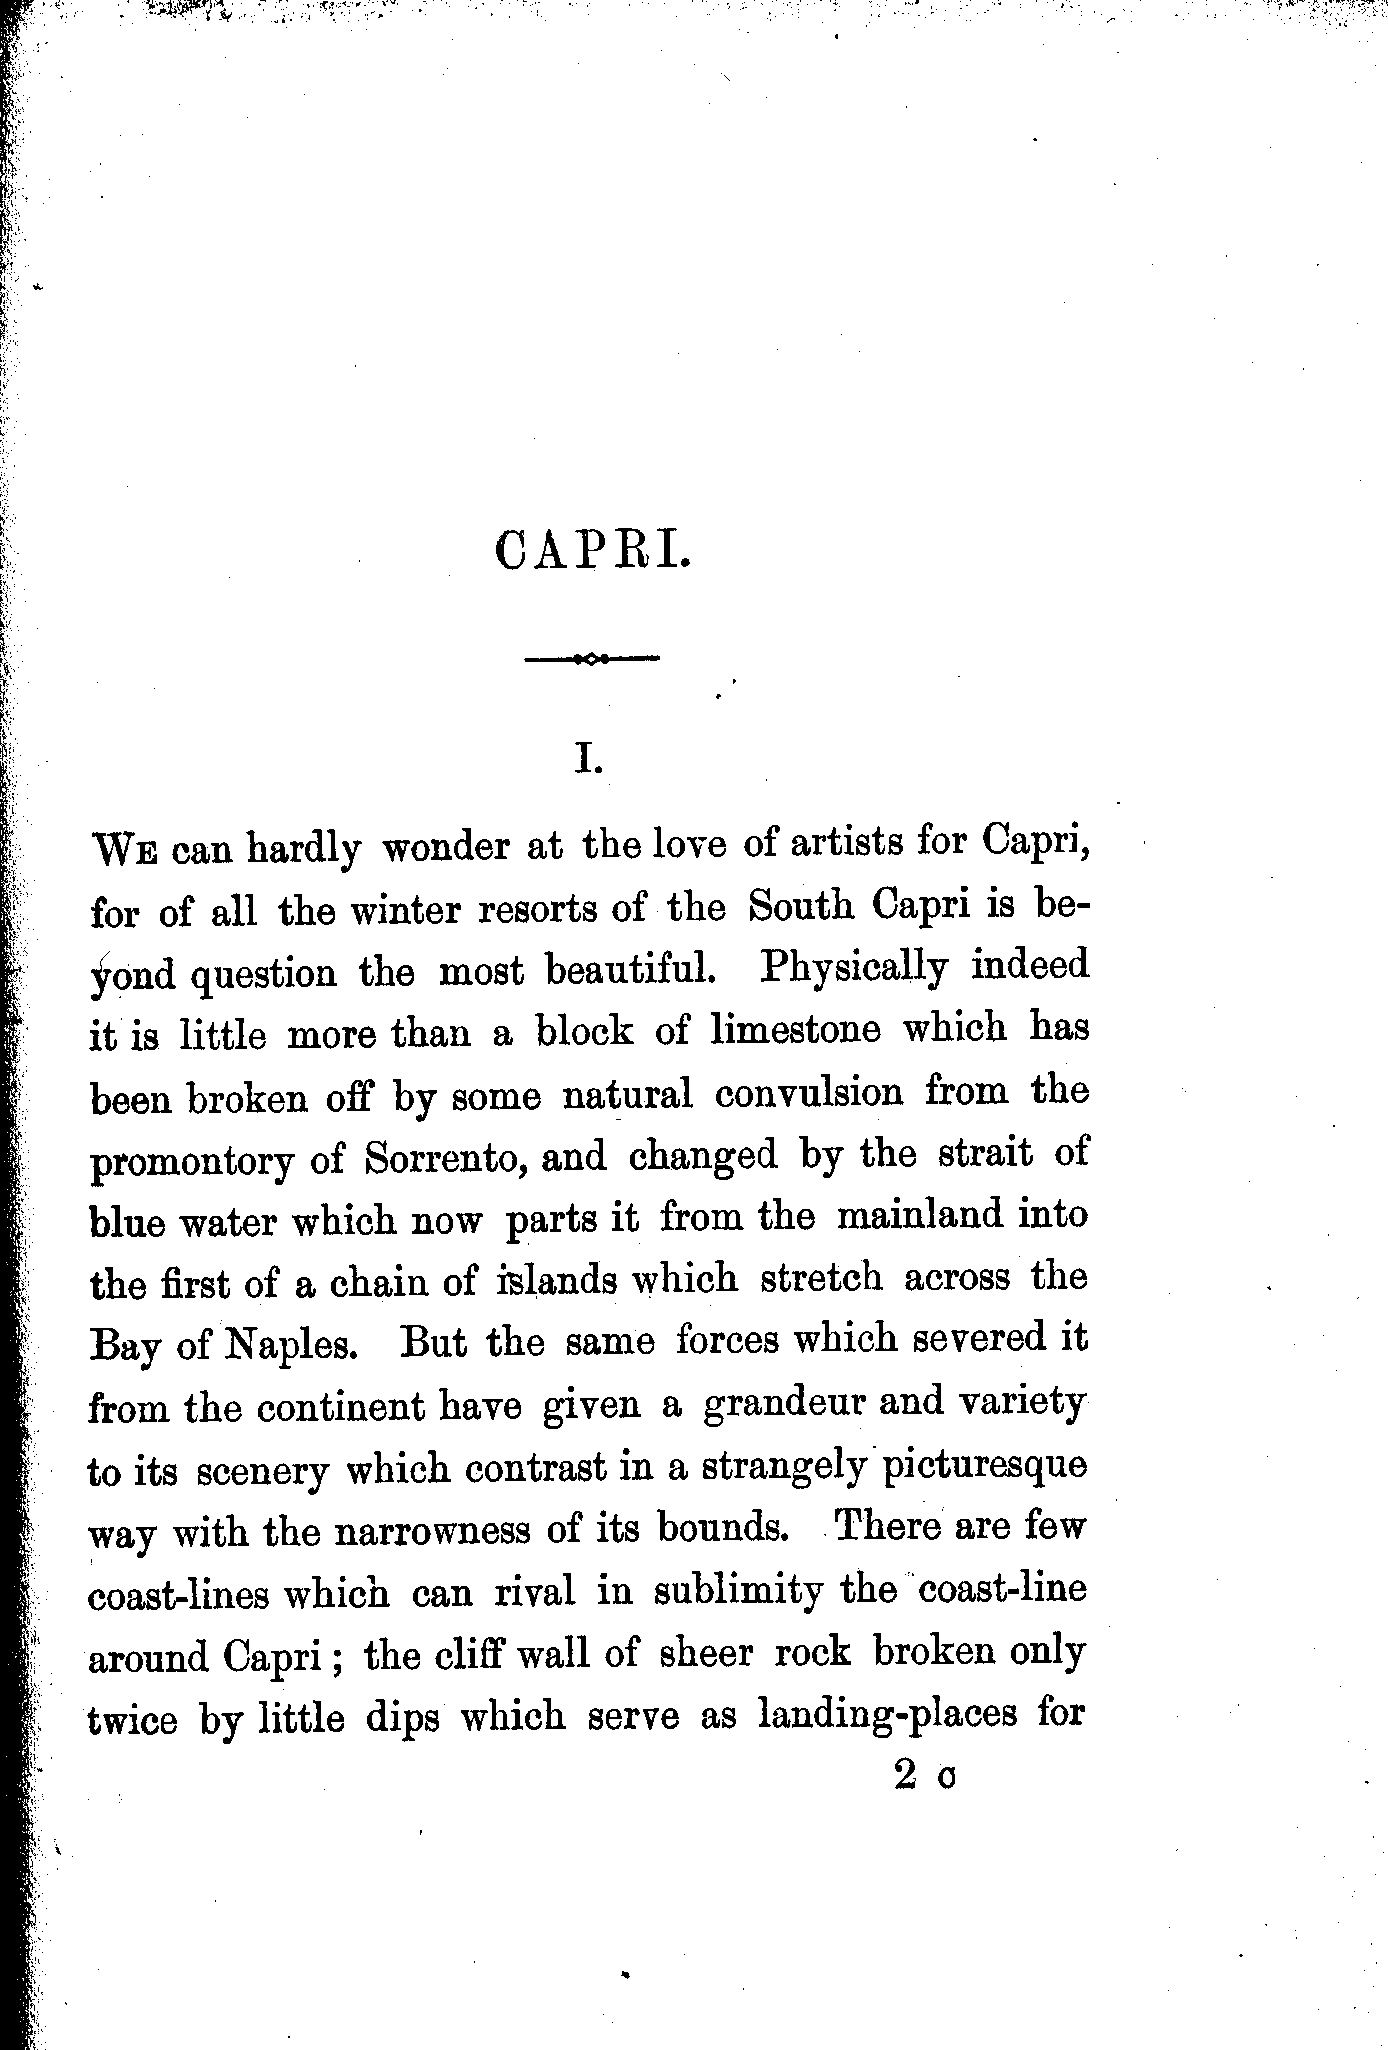 CAPRI.
I.
WE can hardly wonder at the love of artists for Capri,
for of all the winter resorts of the South Capri is be-
yond question the most beautiful. Physically indeed
it is little more than a block of limestone which has
been broken off by some natural convulsion from the
promontory of Sorrento, and changed by the strait of
blue water which now parts it from the mainland into
the first of a chain of islands which stretch across the
Bay of Naples. But the same forces which severed it
from the continent have given a grandeur and variety
to its scenery which contrast in a strangely picturesque
way with the narrowness of its bounds. There are few
coast-lines which can rival in sublimity the coast-line
around Capri ; the cliff wall of sheer rock broken only
twice by little dips which serve as landing-places for
2 C